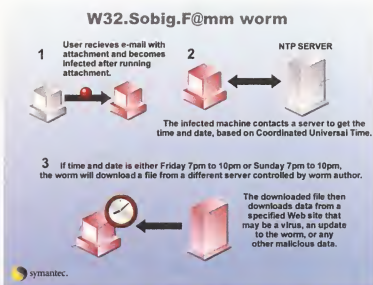 W32.Sobig.F@mm worm
1
User recieves e-mail with
attachment and becomes
infected after running
attachment.
2
NTP SERVER
The infected machine contacts a server to get the
time and date, based on Coordinated Universal Time.
3 If time and date is either Friday 7pm to 10pm or Sunday 7pm to 10pm,
the worm will download a file from a different server controlled by worm author.
The downloaded file then
downloads data from a
specified Web site that
may be a virus, an update
to the worm, or any
other malicious data.
symantec.